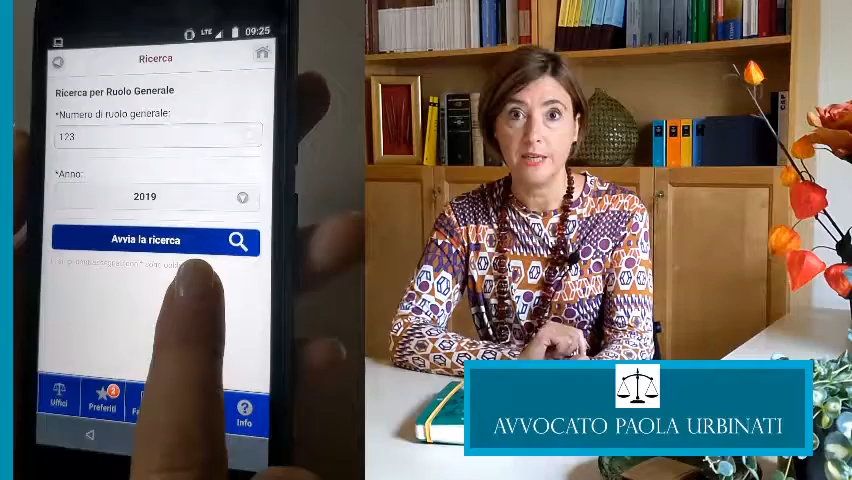 LTE 09:25
Ricerca
Ricerca per Ruolo Generale
*Numero di ruolo generale:
123
*Anno:
2019
Avvia la ricerca
Uffici
Preferiti
2
Info
AVVOCATO PAOLA URBINATI